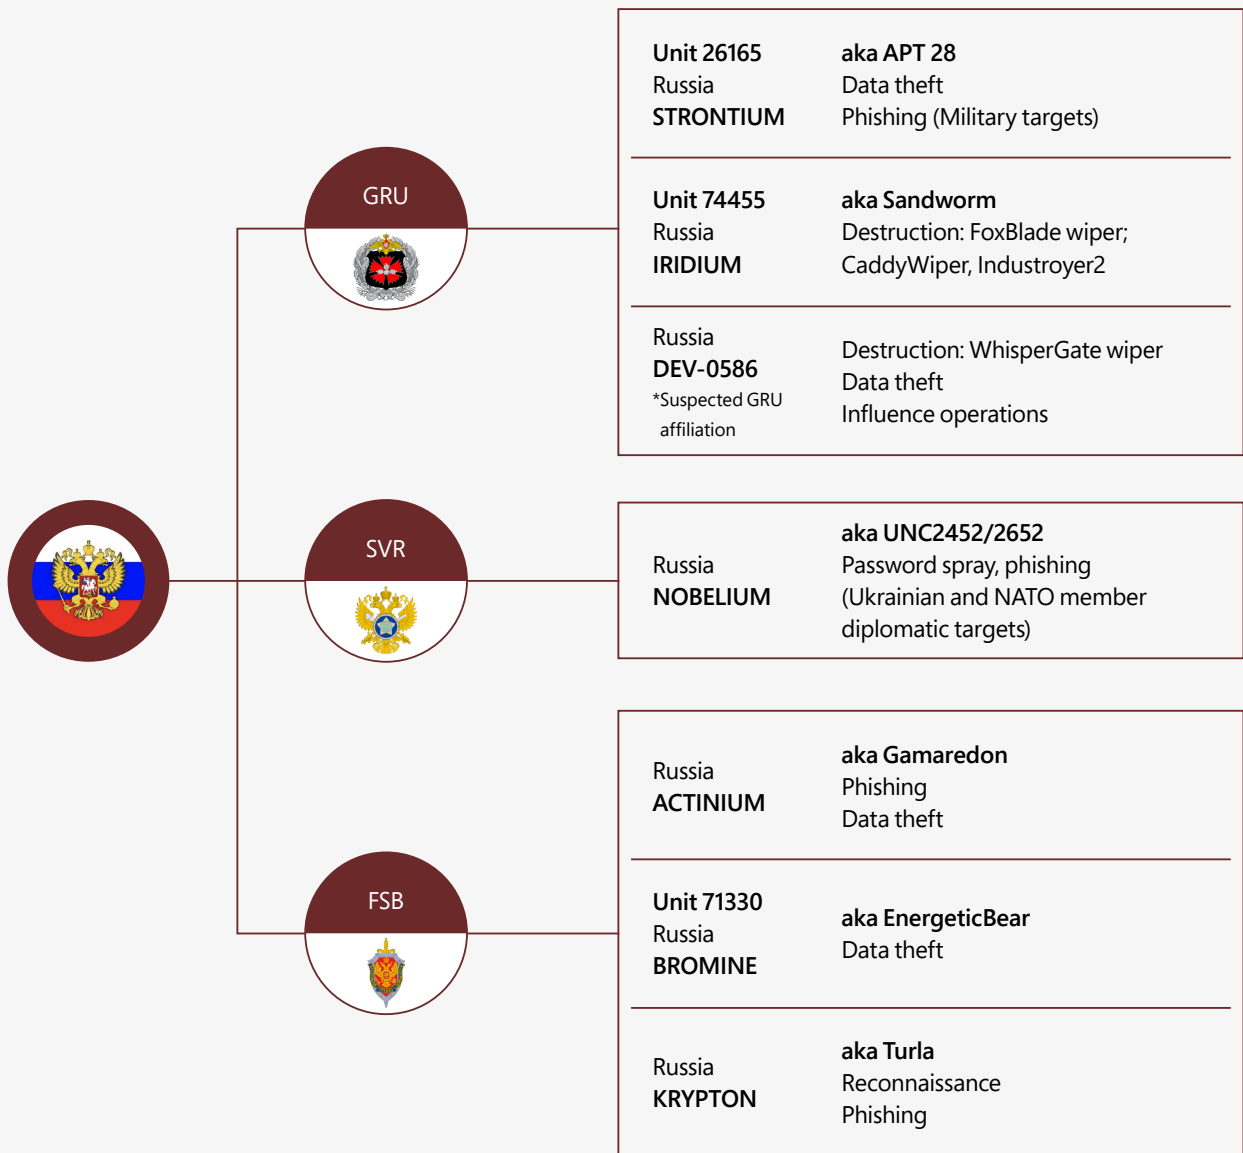 GRU
Unit 26165
Russia
STRONTIUM
aka APT 28
Data theft
Phishing (Military targets)
Unit 74455
Russia
IRIDIUM
aka Sandworm
Destruction: FoxBlade wiper;
CaddyWiper, Industroyer2
Russia
DEV-0586
*Suspected GRU
affiliation
Destruction: WhisperGate wiper
Data theft
Influence operations
SVR
Russia
NOBELIUM
aka UNC2452/2652
Password spray, phishing
(Ukrainian and NATO member
diplomatic targets)
FSB
Russia
ACTINIUM
aka Gamaredon
Phishing
Data theft
Unit 71330
Russia
BROMINE
aka EnergeticBear
Data theft
Russia
KRYPTON
aka Turla
Reconnaissance
Phishing